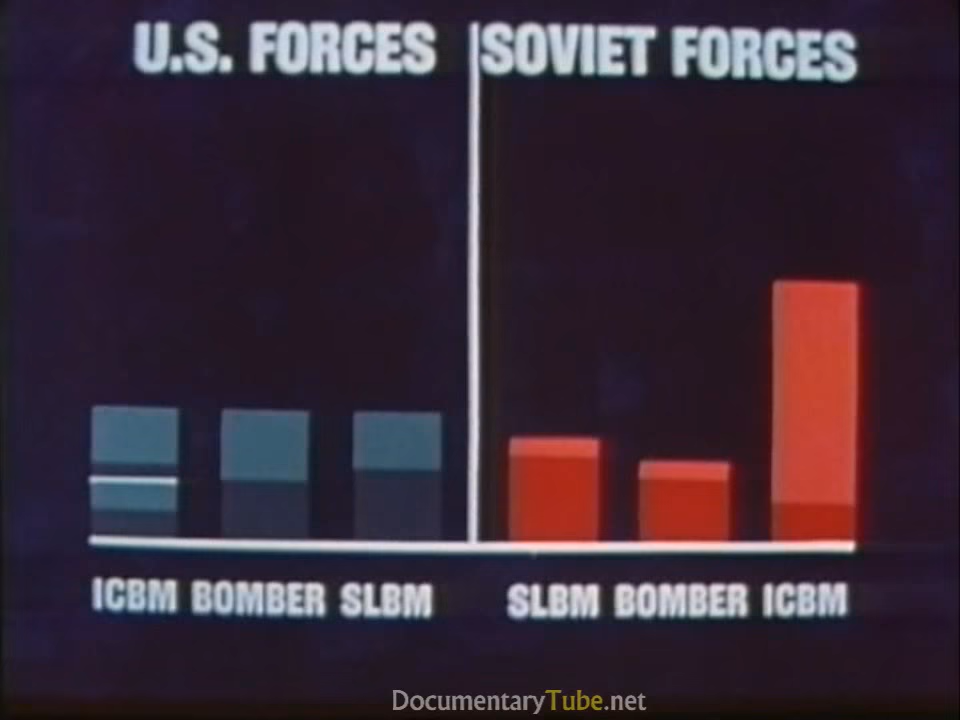 U.S. FORCES SOVIET FORCES
ICBM BOMBER SLBM SLBM BOMBER ICBM
DocumentaryTube.net